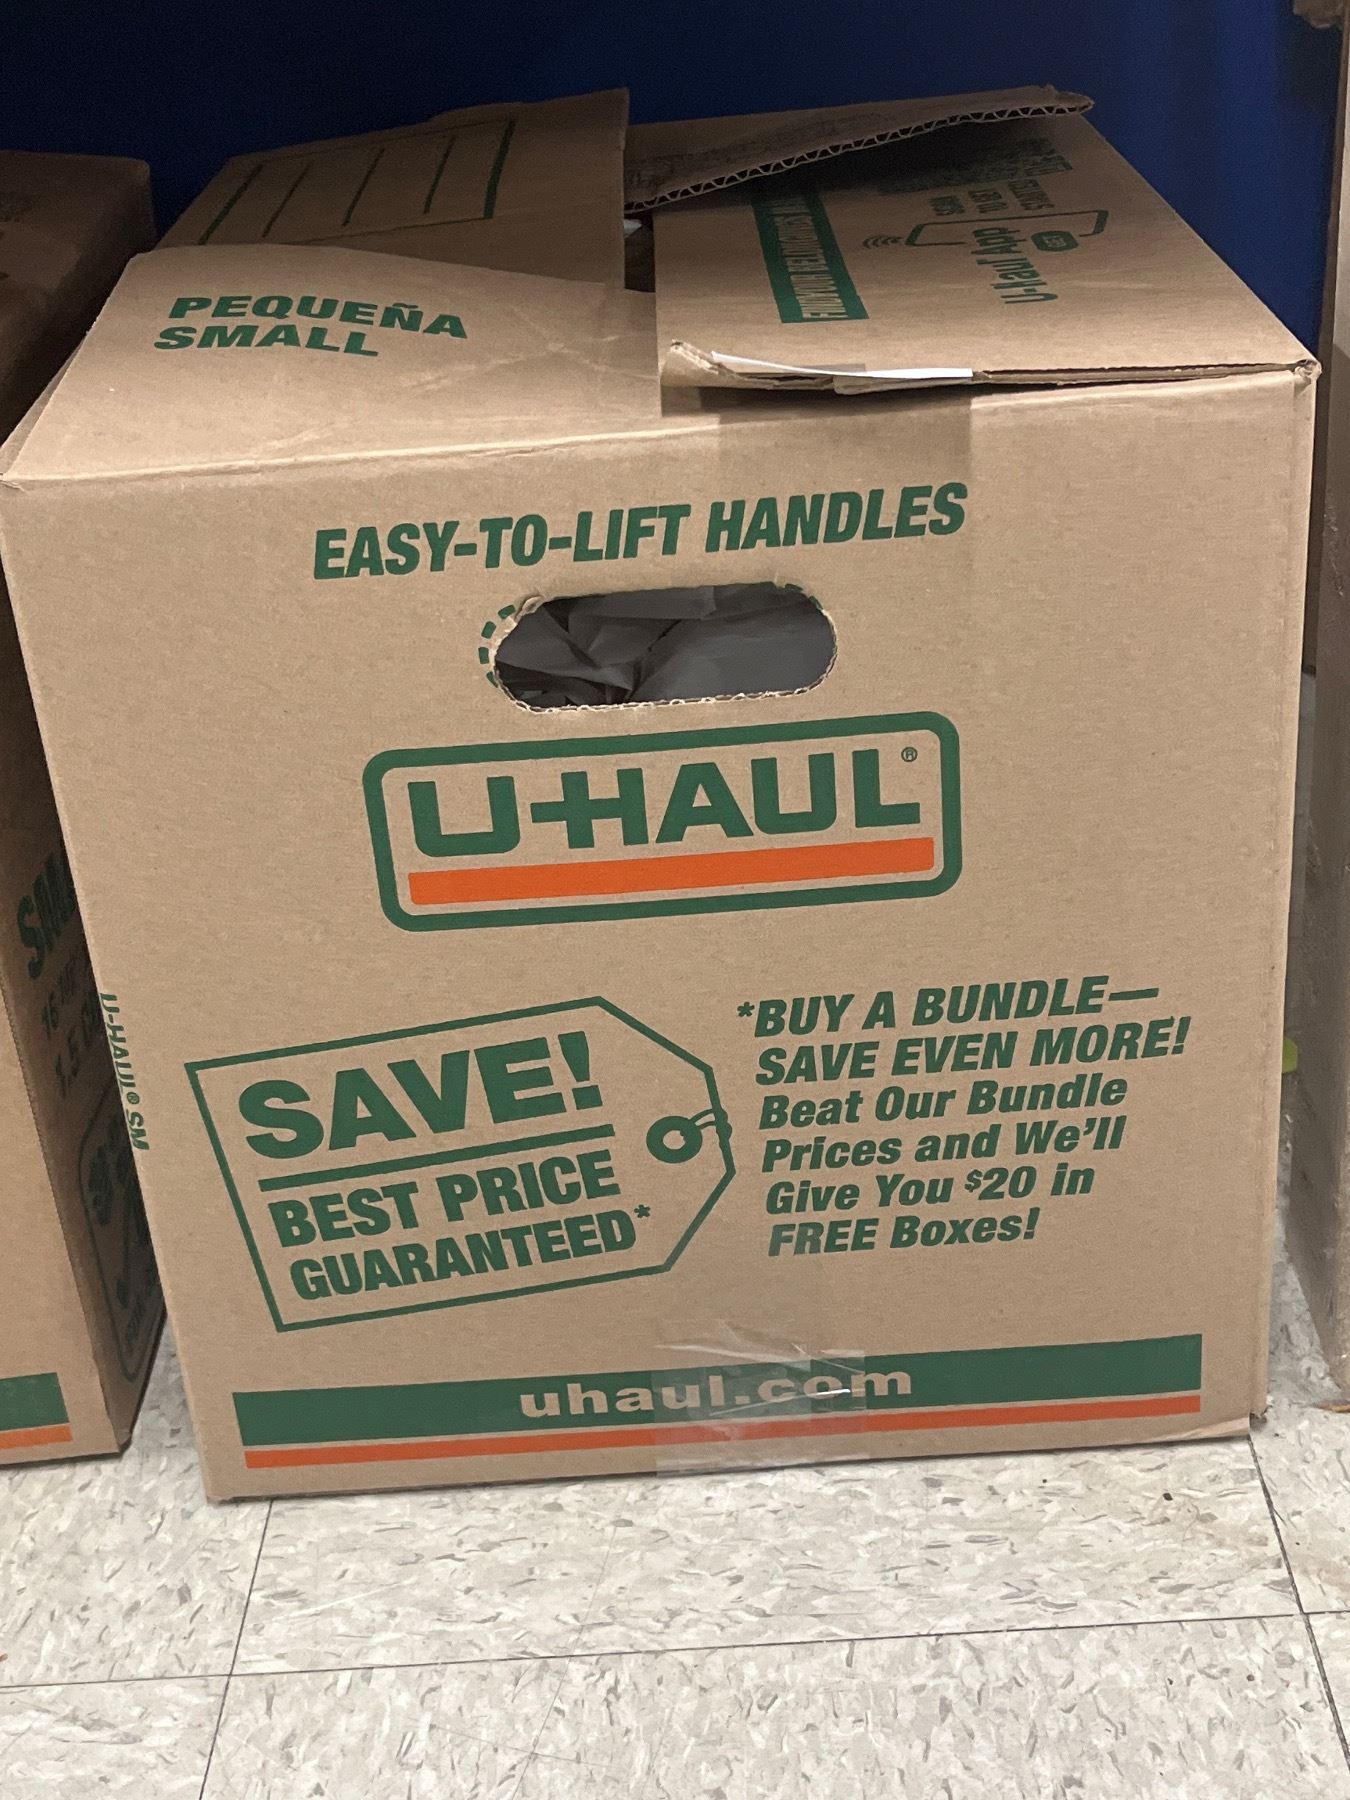 PEQUEÑA
SMALL
U-Haul App
EASY-TO-LIFT HANDLES
U-HAUL®
SAVE!
BEST PRICE
GUARANTEED*
*BUY A BUNDLE—
SAVE EVEN MORE!
Beat Our Bundle
Prices and We'll
Give You $20 in
FREE Boxes!
uhaul.com
U-HAUL® SM